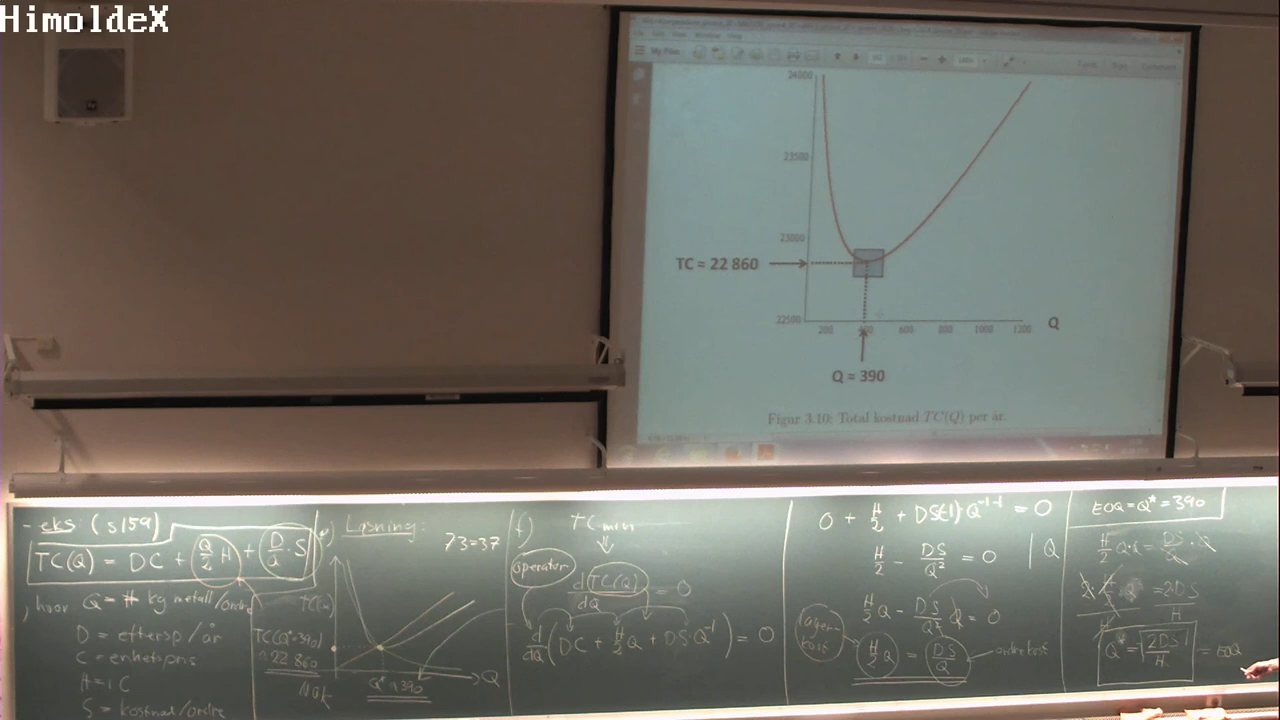 HimoldeX
24000
23500
23000
TC = 22 860
22500
200 400 600 800 1000 1200
Q
Q = 390
Figur 3.10: Total kostnad TC(Q) per år.
- eks (s159)
TC(Q) = DC + Q/2 H + D/Q · S
, hvor Q = # kg metall/ordre
D = eftersp/år
C = enhetspris
H = i C
S = kostnad/ordre
e) Løsning:
73=37
TC(Q*=390)
= 22 860
Q
Q* = 390
f) TC min
operator
d(TC(Q))/dQ = 0
d/dQ (DC + H/2 Q + DS·Q⁻¹) = 0
0 + H/2 + DS(-1)Q⁻¹⁻¹ = 0
H/2 - DS/Q² = 0 | Q
H/2 Q - DS/Q² Q = 0
lager-
kost
H/2 Q = DS/Q
ordrekost
EOQ = Q* = 390
H/2 Q·Q = DS/Q · Q
= 2DS/H
Q* = √2DS/H = EOQ